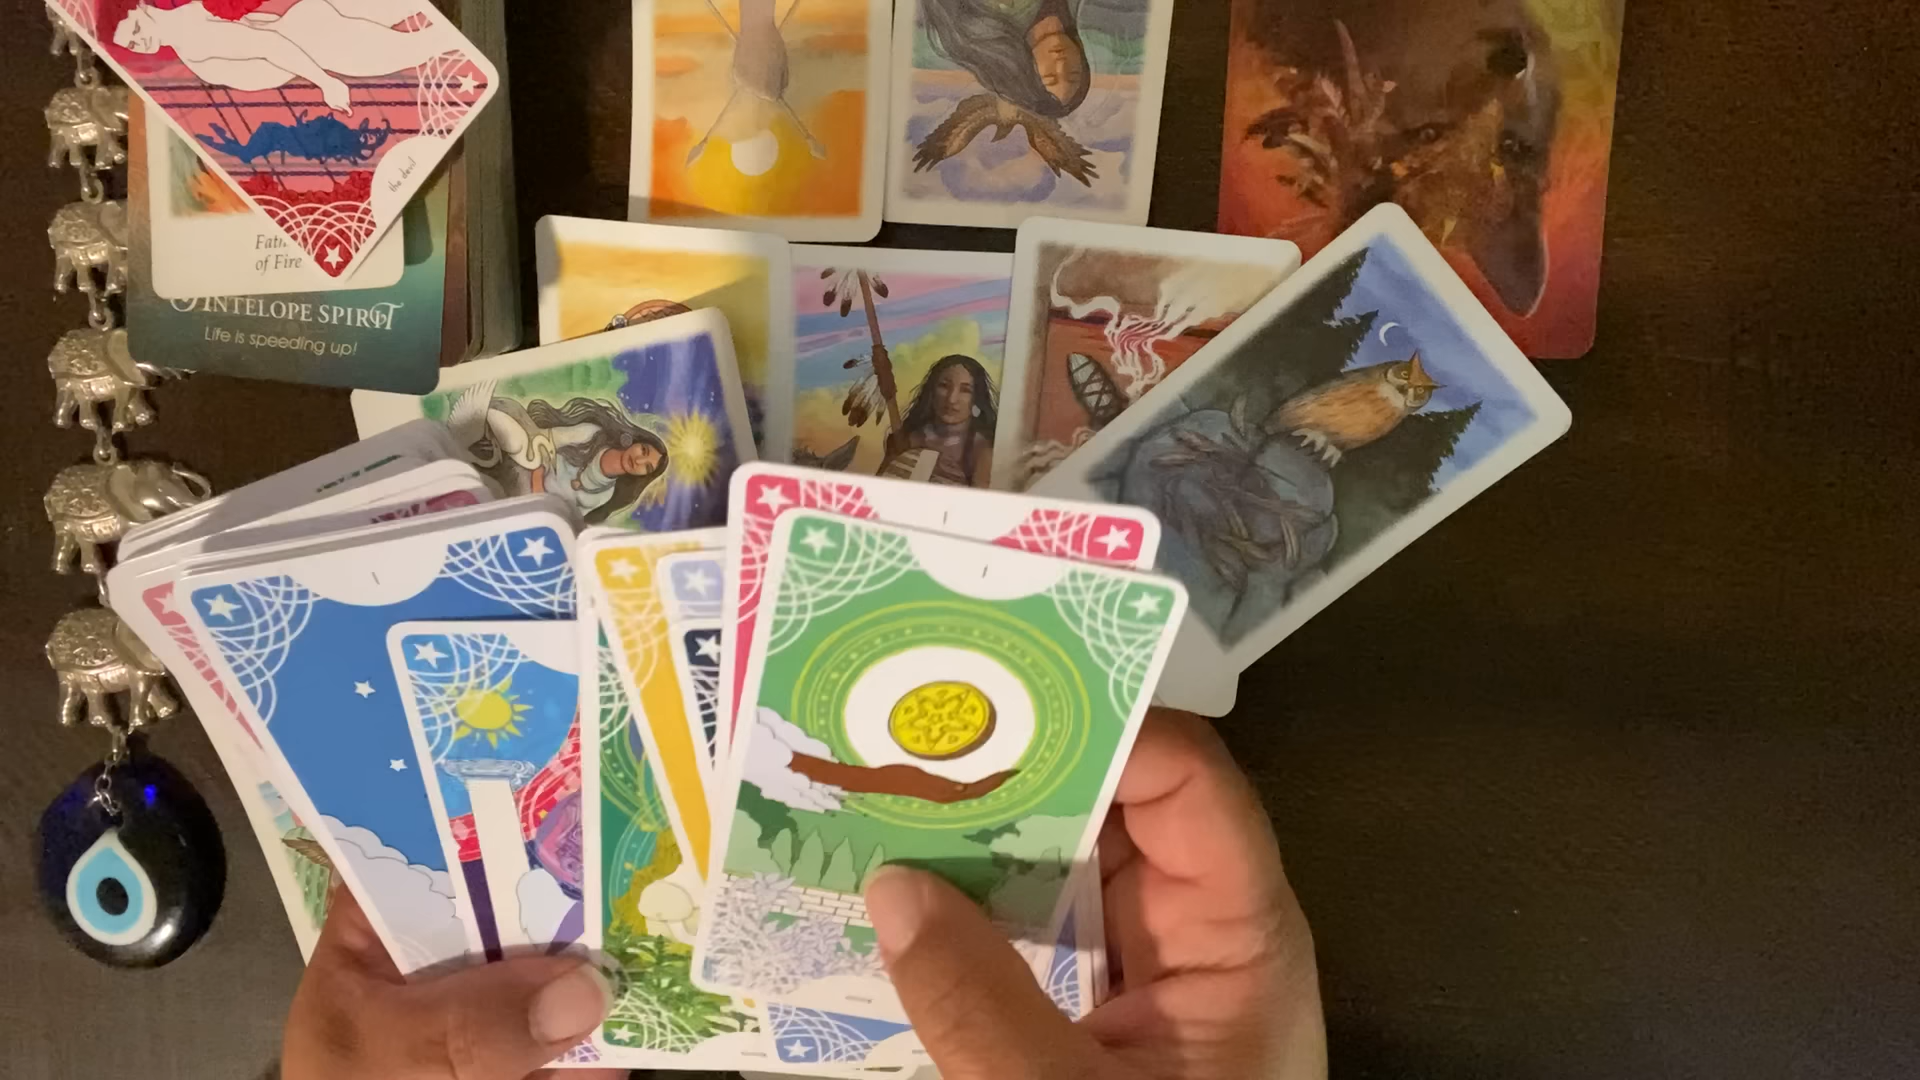 the devil
Fath
of Fire
ANTELOPE SPIRIT
Life is speeding up!
I
I
I